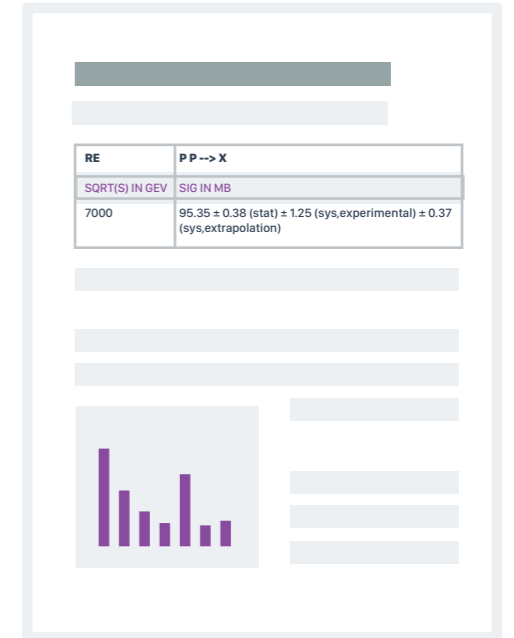 RE P P --> X
SQRT(S) IN GEV SIG IN MB
7000 95.35 ± 0.38 (stat) ± 1.25 (sys,experimental) ± 0.37
(sys,extrapolation)